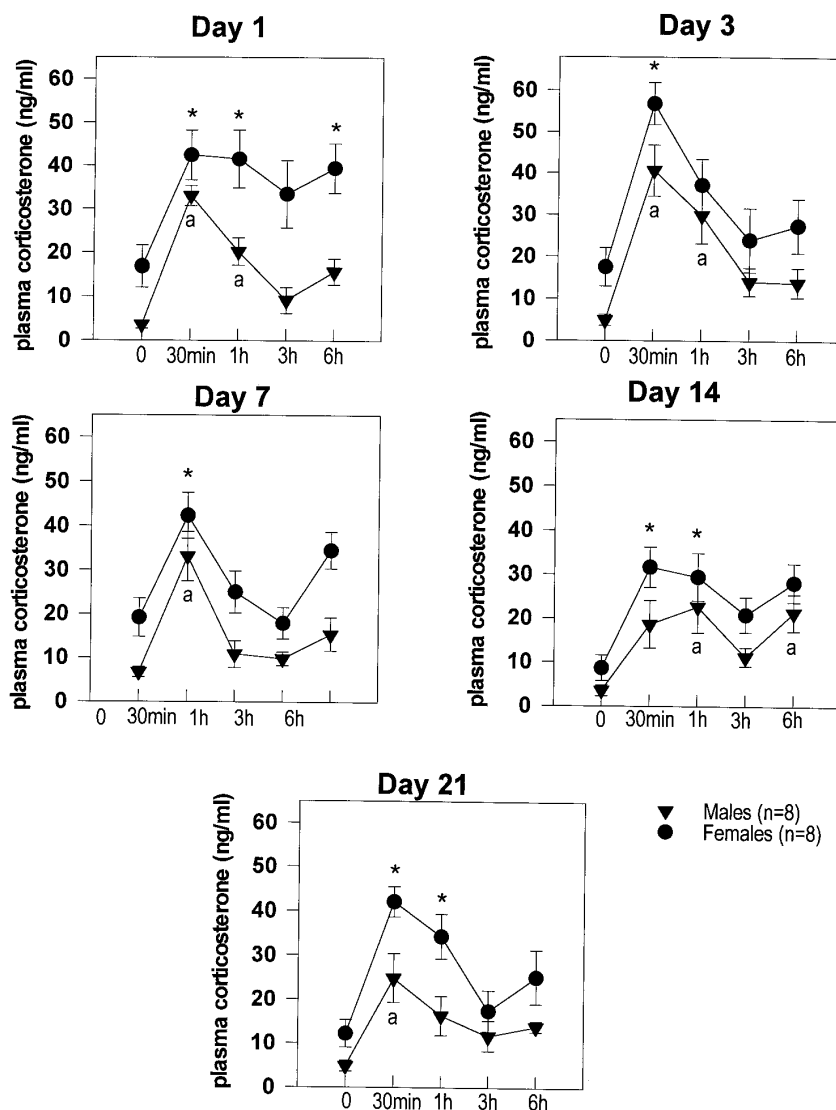 Day 1
plasma corticosterone (ng/ml)
60
50
40
30
20
10
0
* * *
a
a
0 30min 1h 3h 6h
Day 3
plasma corticosterone (ng/ml)
60
50
40
30
20
10
0
*
a
a
0 30min 1h 3h 6h
Day 7
plasma corticosterone (ng/ml)
60
50
40
30
20
10
0
*
a
0 30min 1h 3h 6h
Day 14
plasma corticosterone (ng/ml)
60
50
40
30
20
10
0
* *
a a
0 30min 1h 3h 6h
Day 21
plasma corticosterone (ng/ml)
60
50
40
30
20
10
0
*
*
a
0 30min 1h 3h 6h
Males (n=8)
Females (n=8)